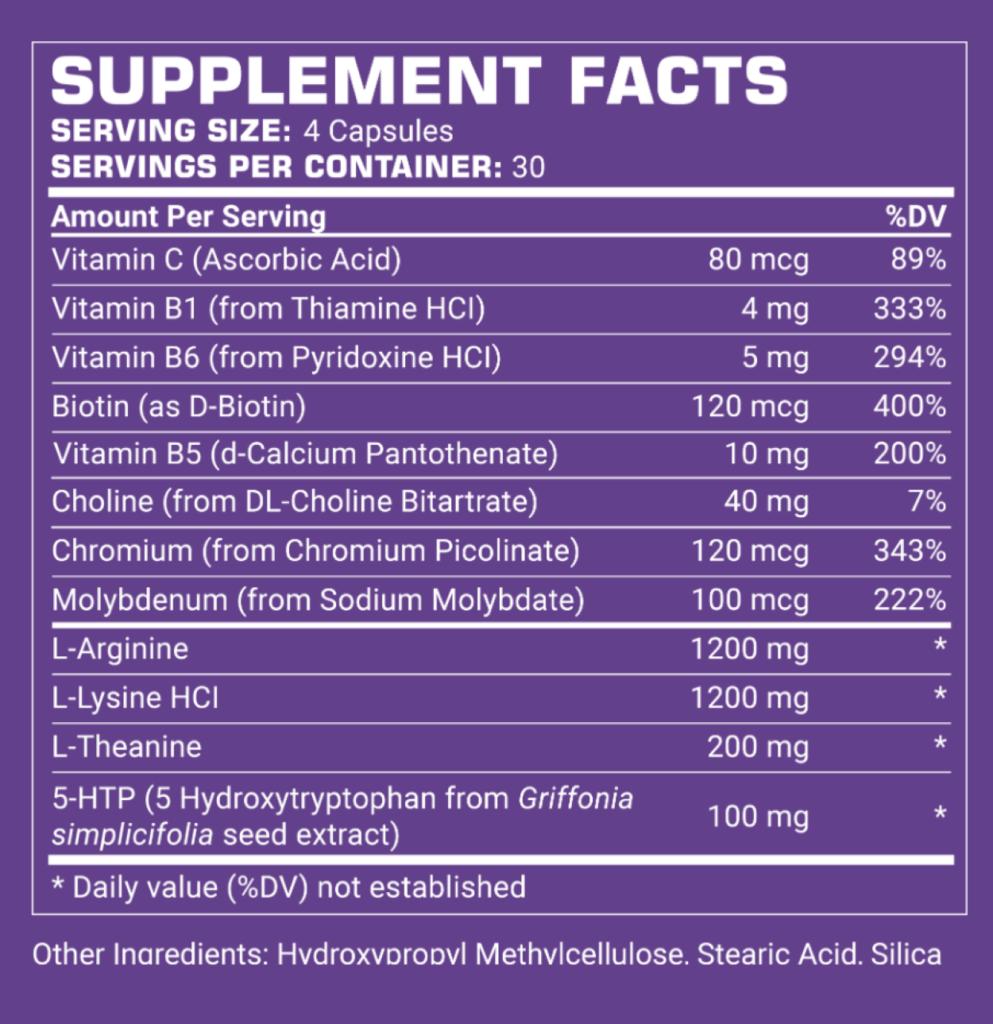 SUPPLEMENT FACTS
SERVING SIZE: 4 Capsules
SERVINGS PER CONTAINER: 30
Amount Per Serving %DV
Vitamin C (Ascorbic Acid) 80 mcg 89%
Vitamin B1 (from Thiamine HCl) 4 mg 333%
Vitamin B6 (from Pyridoxine HCl) 5 mg 294%
Biotin (as D-Biotin) 120 mcg 400%
Vitamin B5 (d-Calcium Pantothenate) 10 mg 200%
Choline (from DL-Choline Bitartrate) 40 mg 7%
Chromium (from Chromium Picolinate) 120 mcg 343%
Molybdenum (from Sodium Molybdate) 100 mcg 222%
L-Arginine 1200 mg *
L-Lysine HCl 1200 mg *
L-Theanine 200 mg *
5-HTP (5 Hydroxytryptophan from Griffonia
simplicifolia seed extract) 100 mg *
* Daily value (%DV) not established
Other Ingredients: Hydroxypropyl Methylcellulose, Stearic Acid, Silica